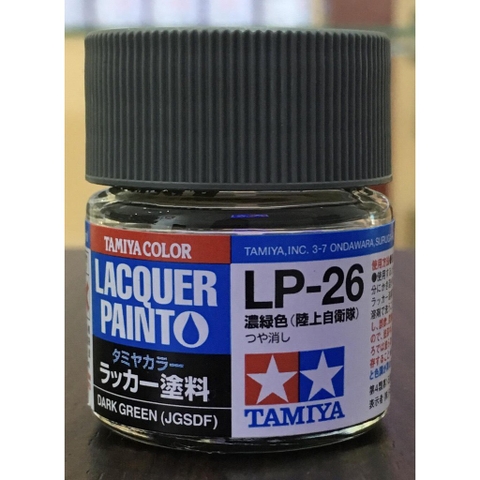 TAMIYA COLOR
LACQUER
PAINT
タミヤカラー
ラッカー塗料
DARK GREEN (JGSDF)
TAMIYA, INC. 3-7 ONDAWARA, SURUGA
LP-26
濃緑色(陸上自衛隊)
つや消し
TAMIYA